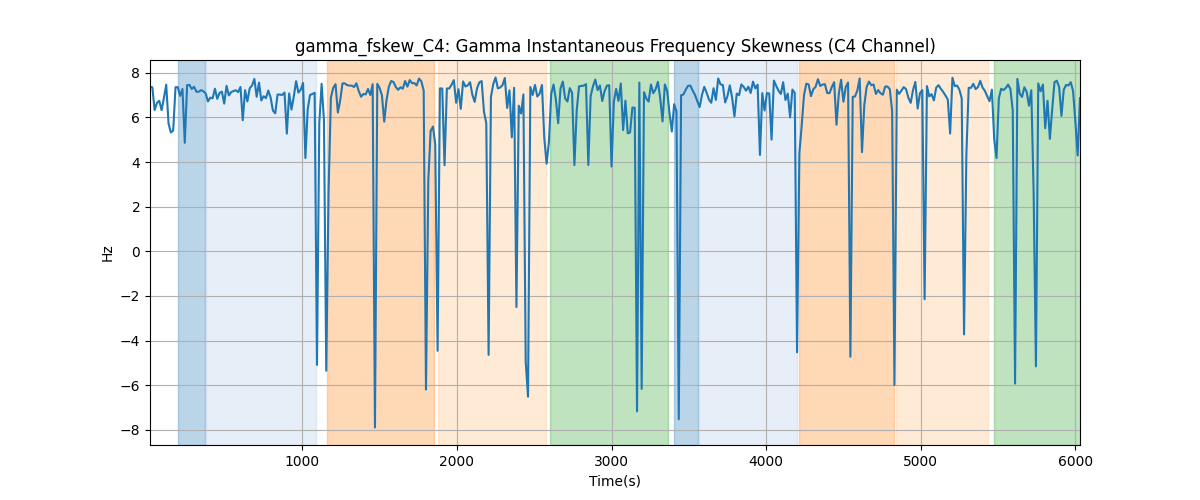 gamma_fskew_C4: Gamma Instantaneous Frequency Skewness (C4 Channel)
8
6
4
2
0
−2
−4
−6
−8
Hz
1000 2000 3000 4000 5000 6000
Time(s)